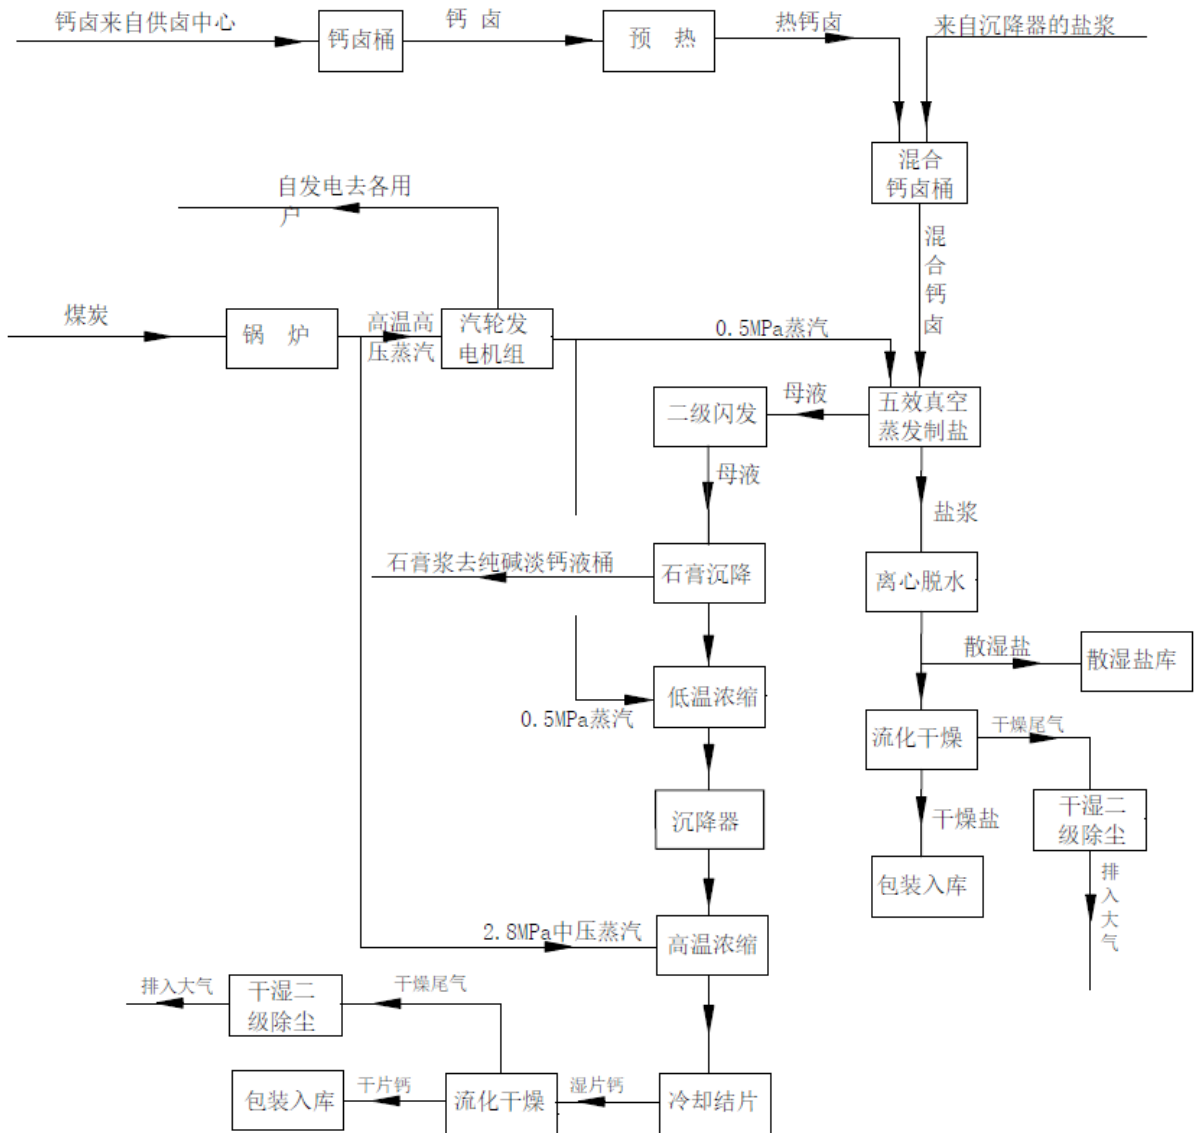 钙卤来自供卤中心
钙卤桶
钙 卤
预 热
热钙卤
来自沉降器的盐浆
混合
钙卤桶
自发电去各用
户
混
合
钙
卤
煤炭
锅 炉
高温高
压蒸汽
汽轮发
电机组
0.5MPa蒸汽
五效真空
蒸发制盐
母液
二级闪发
母液
盐浆
石膏浆去纯碱淡钙液桶
石膏沉降
离心脱水
散湿盐
散湿盐库
0.5MPa蒸汽
低温浓缩
流化干燥
干燥尾气
沉降器
干燥盐
干湿二
级除尘
包装入库
排
入
大
气
2.8MPa中压蒸汽
高温浓缩
排入大气
干湿二
级除尘
干燥尾气
包装入库
干片钙
流化干燥
湿片钙
冷却结片